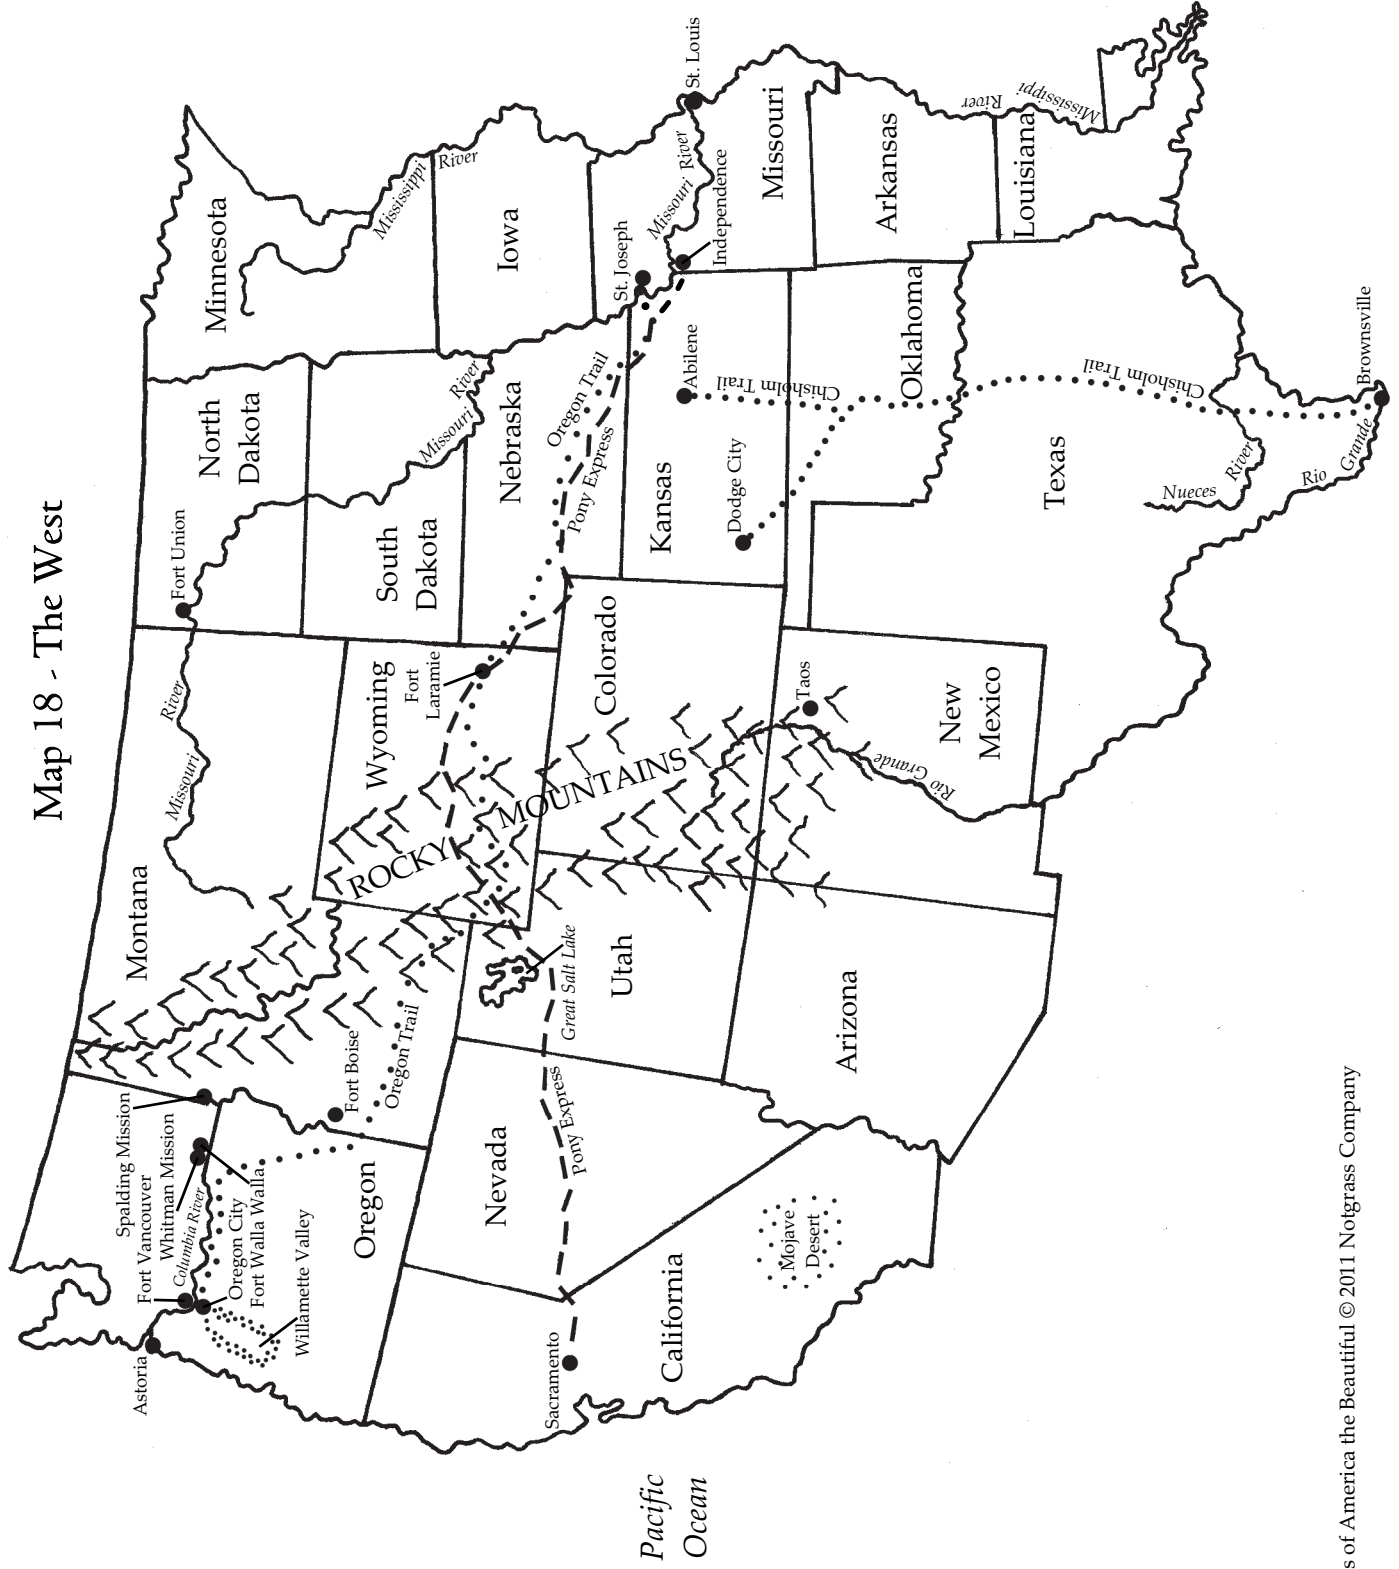 Map 18 - The West
Spalding Mission
Fort Vancouver
Whitman Mission
Columbia River
Astoria
Oregon City
Fort Walla Walla
Willamette Valley
Oregon
Fort Boise
Oregon Trail
Montana
Missouri
River
Fort Union
North
Dakota
Minnesota
Mississippi
River
South
Dakota
Missouri
River
Iowa
Wyoming
Fort
Laramie
ROCKY
MOUNTAINS
Nebraska
Oregon Trail
Pony Express
St. Joseph
Missouri River
St. Louis
Independence
Missouri
Sacramento
Nevada
Pony Express
Great Salt Lake
Utah
Colorado
Kansas
Abilene
Dodge City
Chisholm Trail
Pacific
Ocean
California
Mojave
Desert
Arizona
Taos
New
Mexico
Rio Grande
Oklahoma
Arkansas
Mississippi
River
Louisiana
Texas
Chisholm Trail
Nueces
River
Rio
Grande
Brownsville
s of America the Beautiful © 2011 Notgrass Company